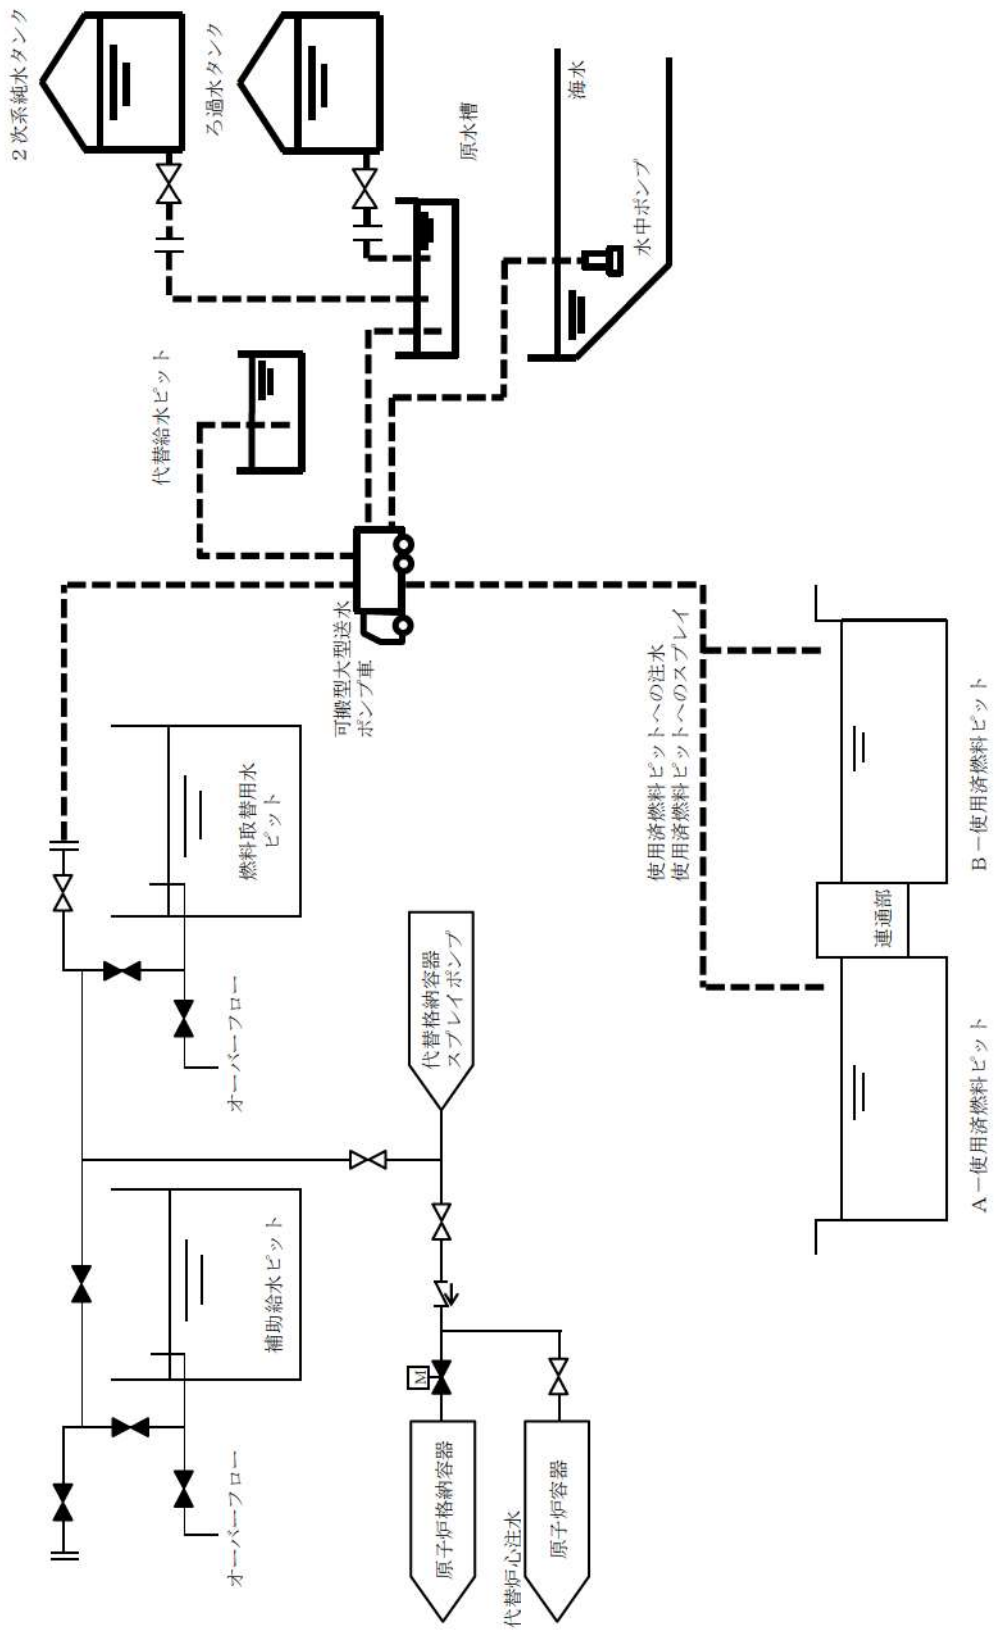 2次系純水タンク
ろ過水タンク
原水槽
海水
水中ポンプ
代替給水ピット
可搬型大型送水
ポンプ車
使用済燃料ピットへの注水
使用済燃料ピットへのスプレイ
燃料取替用水
ピット
オーバーフロー
代替格納容器
スプレイポンプ
補助給水ピット
オーバーフロー
M
原子炉格納容器
代替炉心注水
原子炉容器
連通部
A－使用済燃料ピット
B－使用済燃料ピット